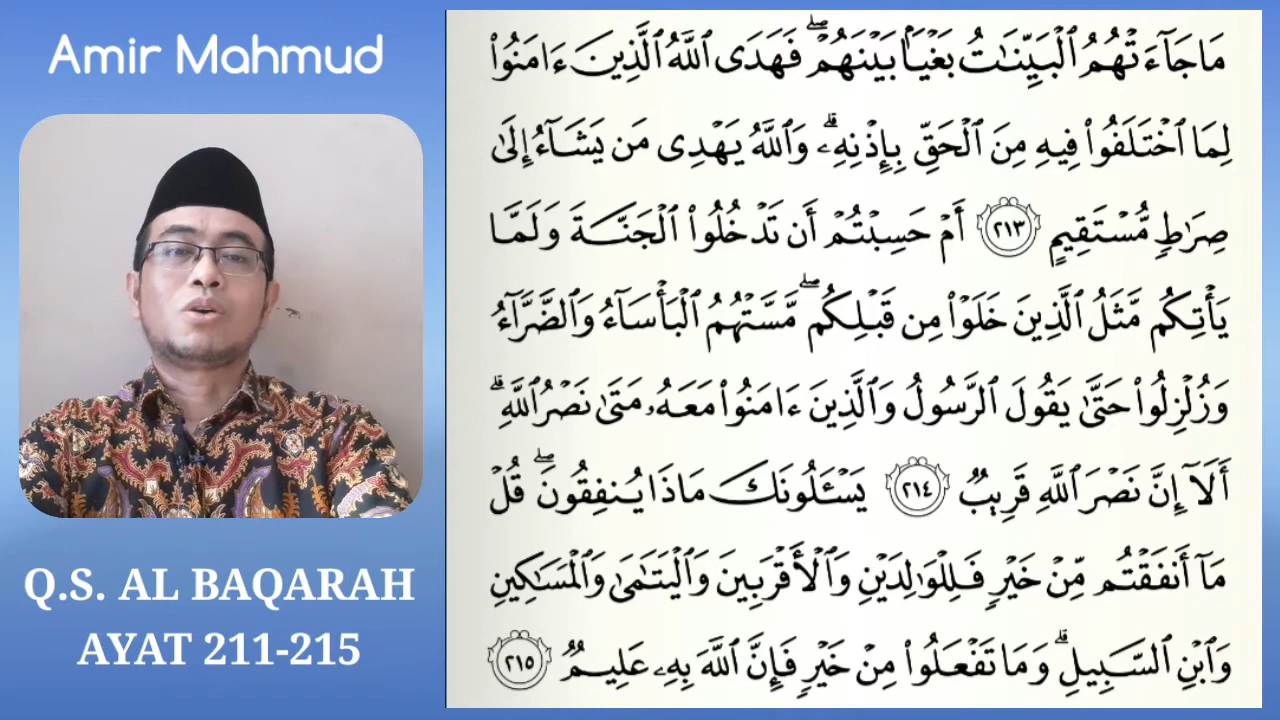 Amir Mahmud
Q.S. AL BAQARAH
AYAT 211-215
مَا جَآءَتْهُمُ ٱلْبَيِّنَٰتُ بَغْيَۢا بَيْنَهُمْ ۖ فَهَدَى ٱللَّهُ ٱلَّذِينَ ءَامَنُوا۟
لِمَا ٱخْتَلَفُوا۟ فِيهِ مِنَ ٱلْحَقِّ بِإِذْنِهِۦ ۗ وَٱللَّهُ يَهْدِى مَن يَشَآءُ إِلَىٰ
صِرَٰطٍ مُّسْتَقِيمٍ ٢١٣ أَمْ حَسِبْتُمْ أَن تَدْخُلُوا۟ ٱلْجَنَّةَ وَلَمَّا
يَأْتِكُم مَّثَلُ ٱلَّذِينَ خَلَوْا۟ مِن قَبْلِكُم ۖ مَّسَّتْهُمُ ٱلْبَأْسَآءُ وَٱلضَّرَّآءُ
وَزُلْزِلُوا۟ حَتَّىٰ يَقُولَ ٱلرَّسُولُ وَٱلَّذِينَ ءَامَنُوا۟ مَعَهُۥ مَتَىٰ نَصْرُ ٱللَّهِ ۗ
أَلَآ إِنَّ نَصْرَ ٱللَّهِ قَرِيبٌ ٢١٤ يَسْـَٔلُونَكَ مَاذَا يُنفِقُونَ ۖ قُلْ
مَآ أَنفَقْتُم مِّنْ خَيْرٍ فَلِلْوَٰلِدَيْنِ وَٱلْأَقْرَبِينَ وَٱلْيَتَٰمَىٰ وَٱلْمَسَٰكِينِ
وَٱبْنِ ٱلسَّبِيلِ ۗ وَمَا تَفْعَلُوا۟ مِنْ خَيْرٍ فَإِنَّ ٱللَّهَ بِهِۦ عَلِيمٌ ٢١٥